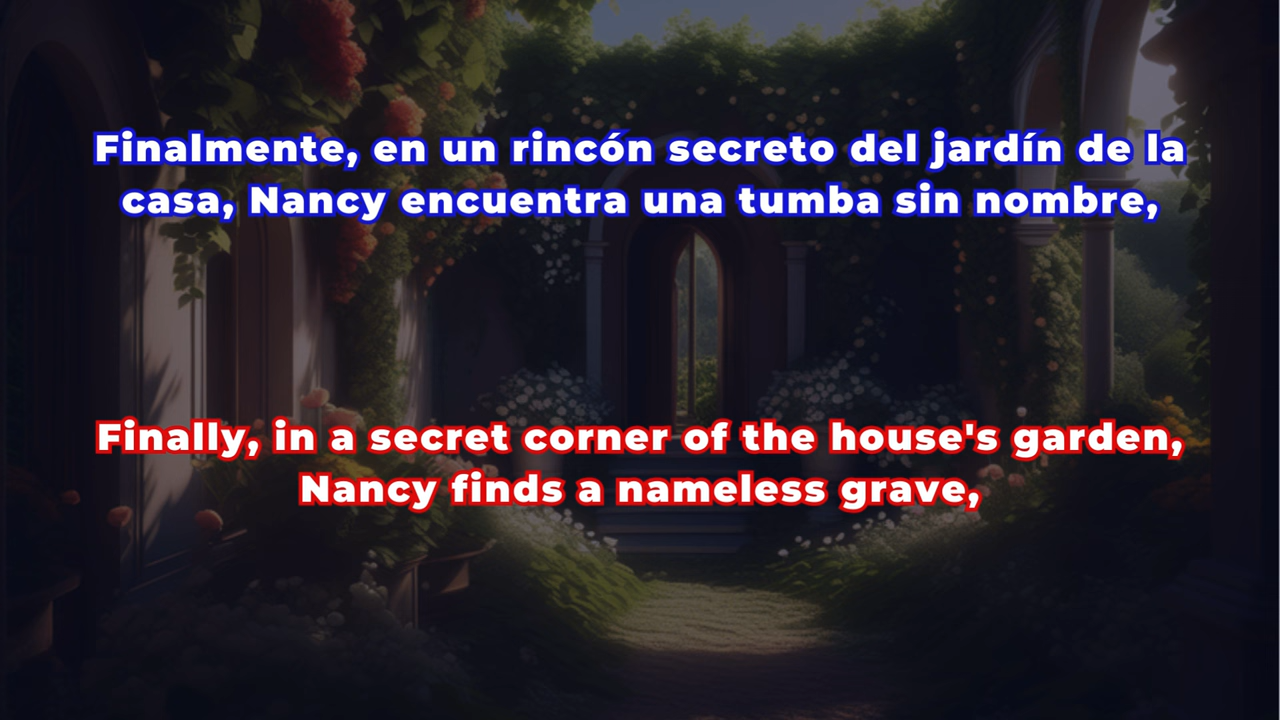 Finalmente, en un rincón secreto del jardín de la
casa, Nancy encuentra una tumba sin nombre,
Finally, in a secret corner of the house's garden,
Nancy finds a nameless grave,